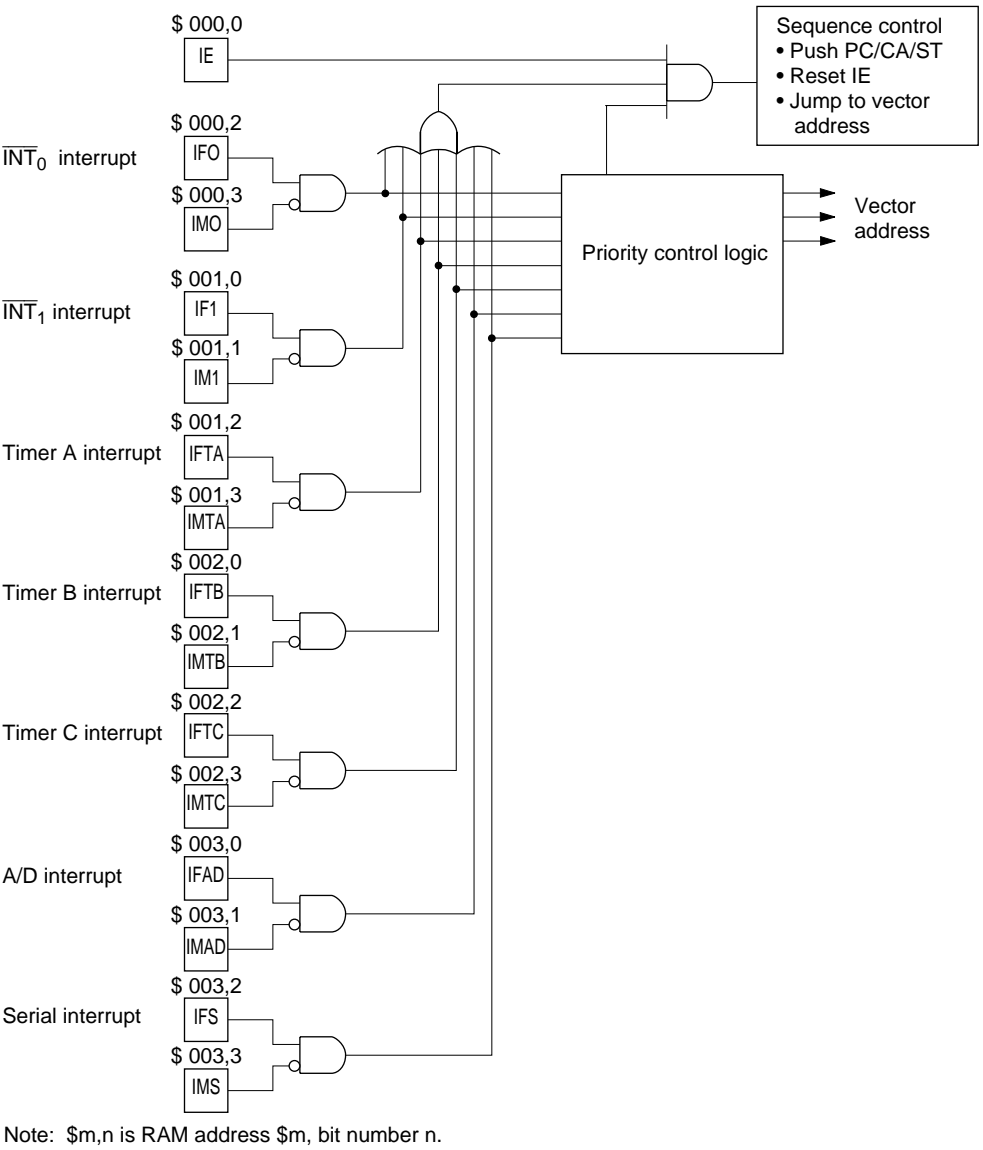 $ 000,0
IE
Sequence control
• Push PC/CA/ST
• Reset IE
• Jump to vector
address
$ 000,2
INT0 interrupt
IFO
$ 000,3
IMO
Priority control logic
Vector
address
$ 001,0
INT1 interrupt
IF1
$ 001,1
IM1
$ 001,2
Timer A interrupt
IFTA
$ 001,3
IMTA
$ 002,0
Timer B interrupt
IFTB
$ 002,1
IMTB
$ 002,2
Timer C interrupt
IFTC
$ 002,3
IMTC
$ 003,0
A/D interrupt
IFAD
$ 003,1
IMAD
$ 003,2
Serial interrupt
IFS
$ 003,3
IMS
Note: $m,n is RAM address $m, bit number n.